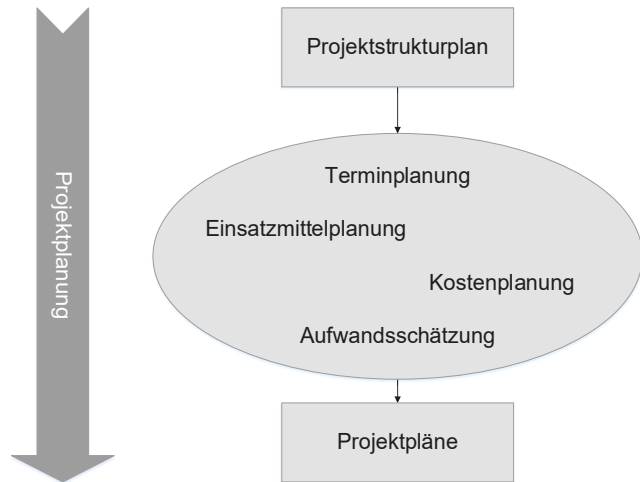 Projektplanung
Projektstrukturplan
Terminplanung
Einsatzmittelplanung
Kostenplanung
Aufwandsschätzung
Projektpläne